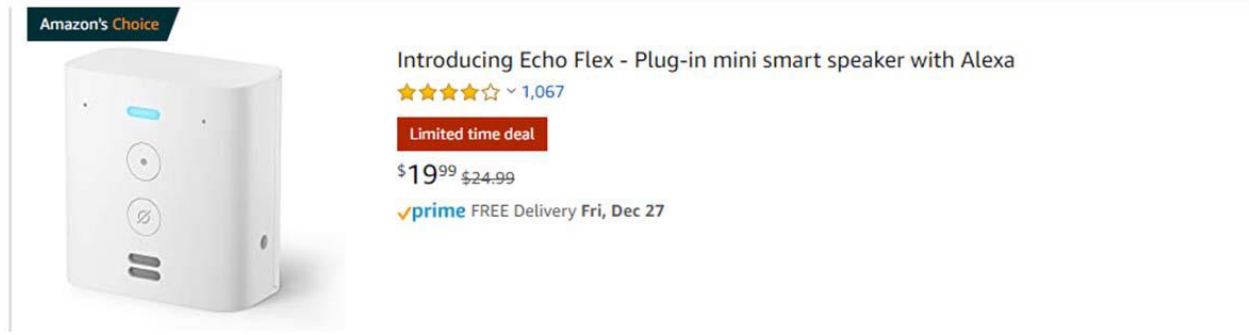 Amazon's Choice
Introducing Echo Flex - Plug-in mini smart speaker with Alexa
1,067
Limited time deal
$1999 $24.99
prime FREE Delivery Fri, Dec 27